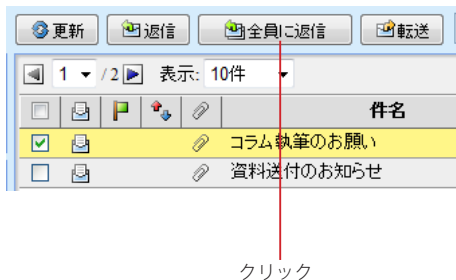 更新 返信 全員に返信 転送
1 / 2 表示: 10件
件名
コラム執筆のお願い
資料送付のお知らせ
クリック